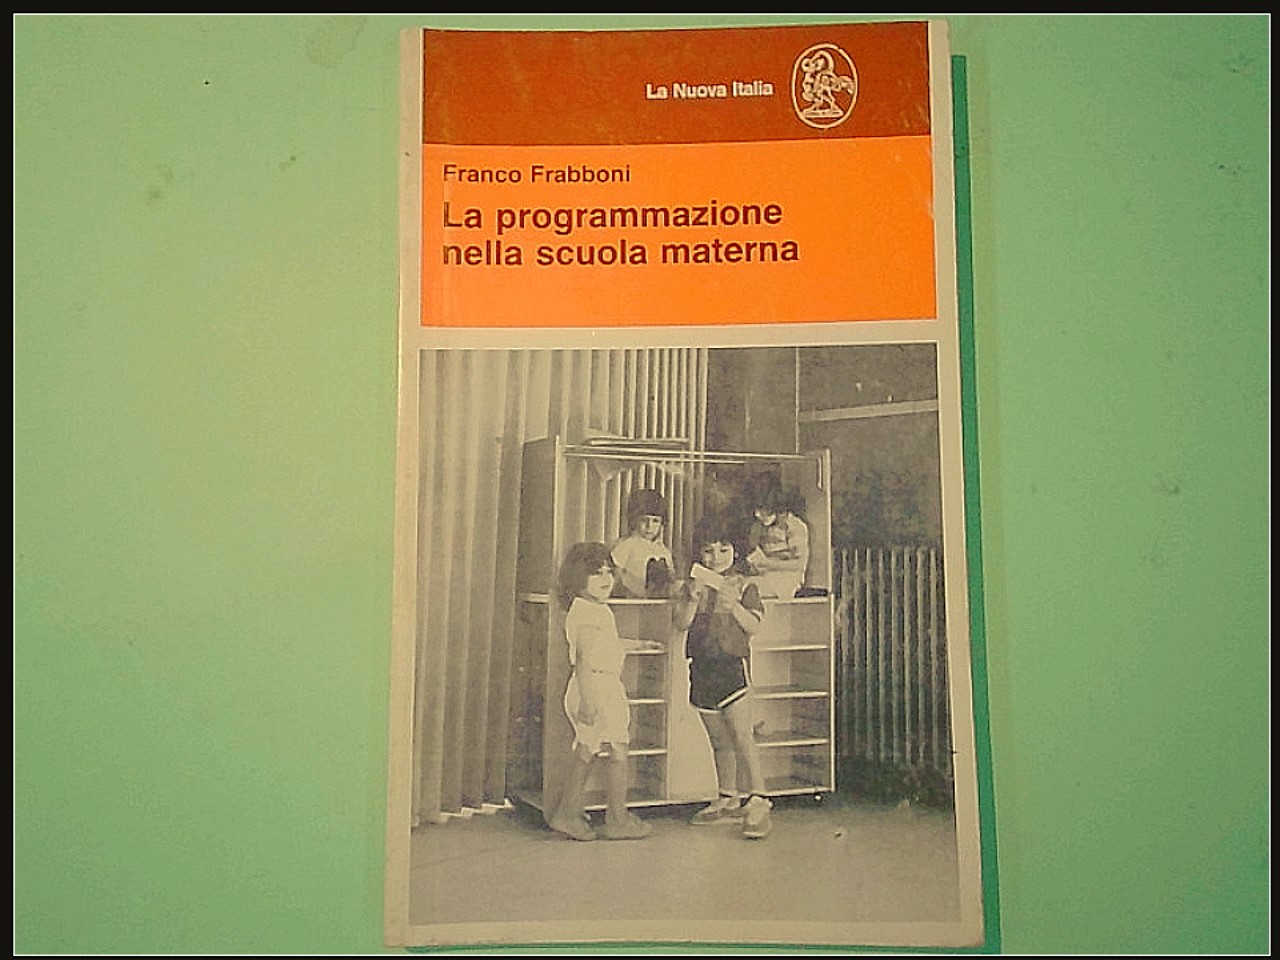 La Nuova Italia
Franco Frabboni
La programmazione
nella scuola materna